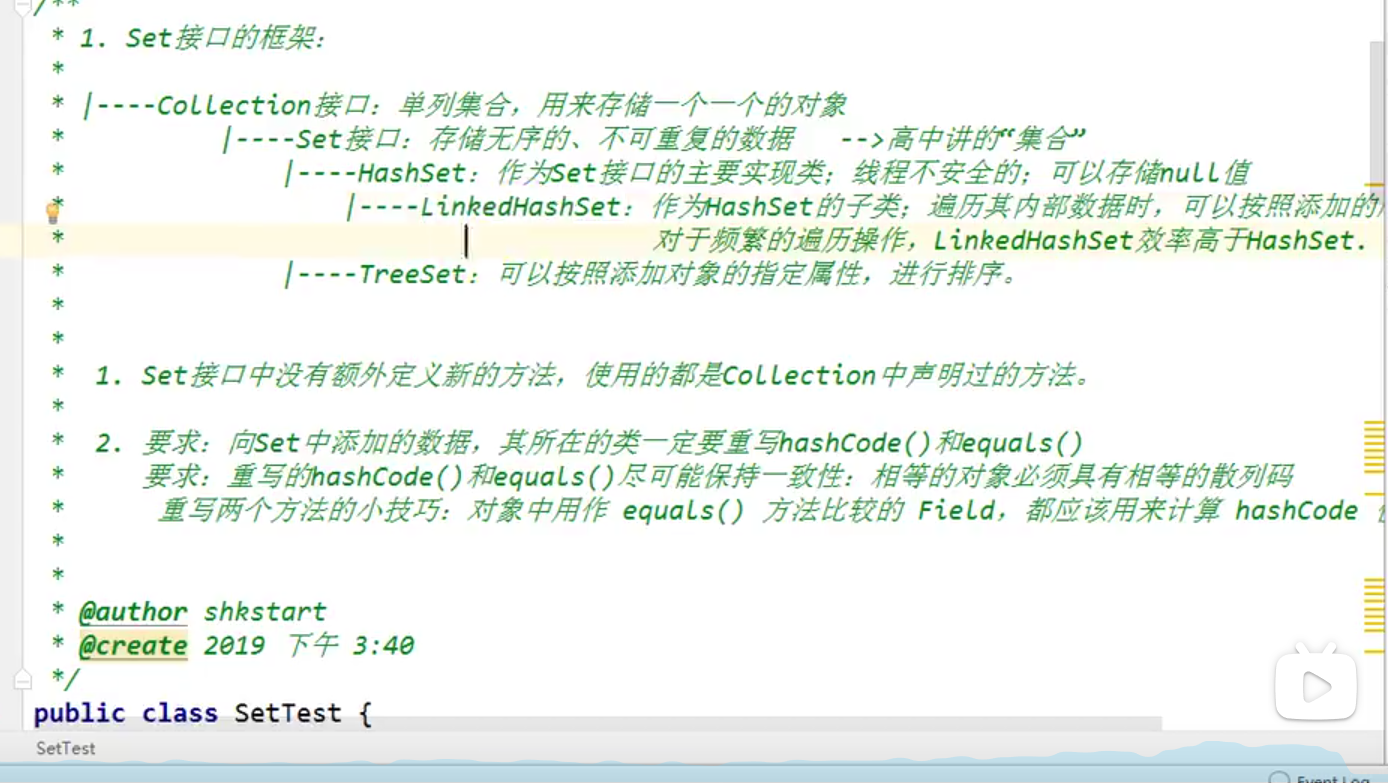 /**
* 1. Set接口的框架:
*
* |----Collection接口：单列集合，用来存储一个一个的对象
* |----Set接口：存储无序的、不可重复的数据 -->高中讲的“集合”
* |----HashSet：作为Set接口的主要实现类；线程不安全的；可以存储null值
* |----LinkedHashSet：作为HashSet的子类；遍历其内部数据时，可以按照添加的
* 对于频繁的遍历操作，LinkedHashSet效率高于HashSet.
* |----TreeSet：可以按照添加对象的指定属性，进行排序。
*
*
* 1. Set接口中没有额外定义新的方法，使用的都是Collection中声明过的方法。
*
* 2. 要求：向Set中添加的数据，其所在的类一定要重写hashCode()和equals()
* 要求：重写的hashCode()和equals()尽可能保持一致性：相等的对象必须具有相等的散列码
* 重写两个方法的小技巧：对象中用作 equals() 方法比较的 Field，都应该用来计算 hashCode
*
*
* @author shkstart
* @create 2019 下午 3:40
*/
public class SetTest {
SetTest
Event Log